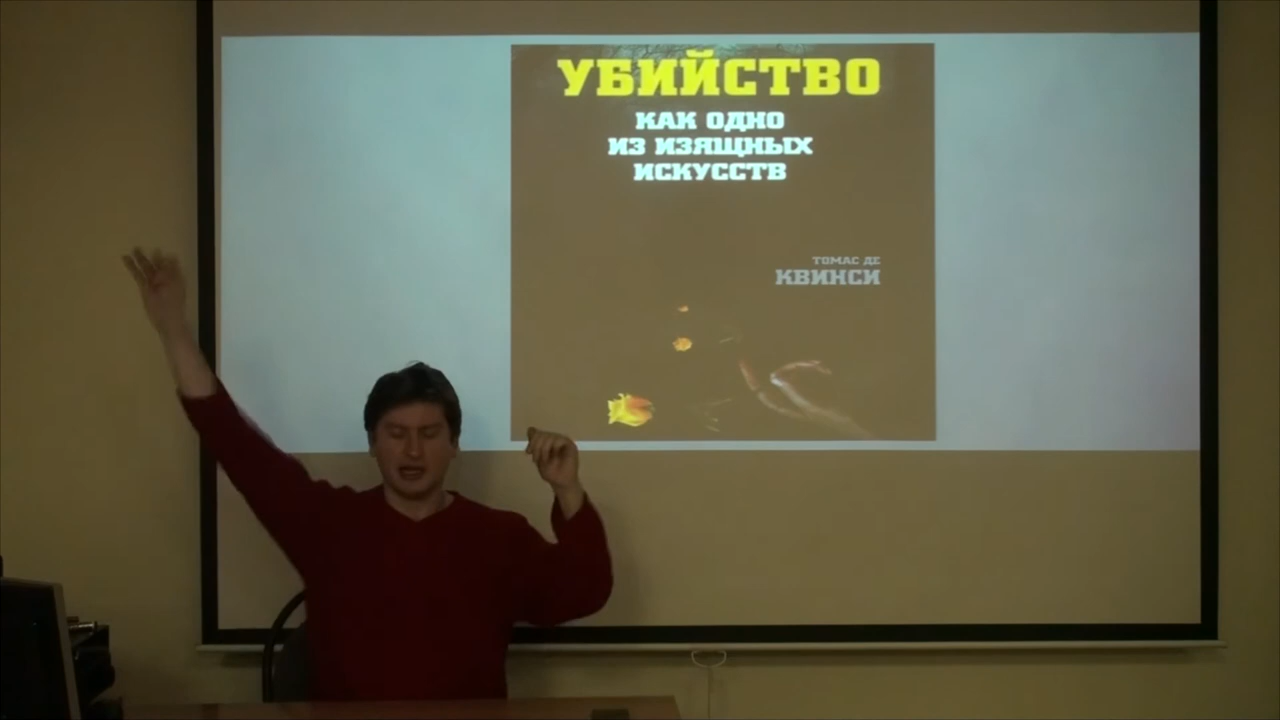 УБИЙСТВО
КАК ОДНО
ИЗ ИЗЯЩНЫХ
ИСКУССТВ
ТОМАС ДЕ
КВИНСИ